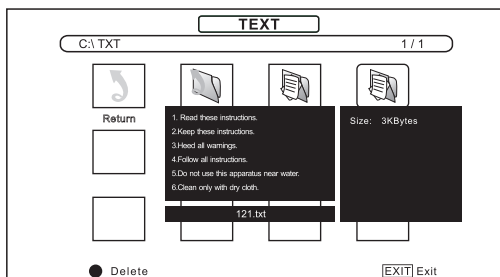 TEXT
C:\ TXT 1 / 1
Return
1. Read these instructions.
2.Keep these instructions.
3.Heed all warnings.
4.Follow all instructions.
5.Do not use this apparatus near water.
6.Clean only with dry cloth.
Size: 3KBytes
121.txt
Delete
EXIT Exit